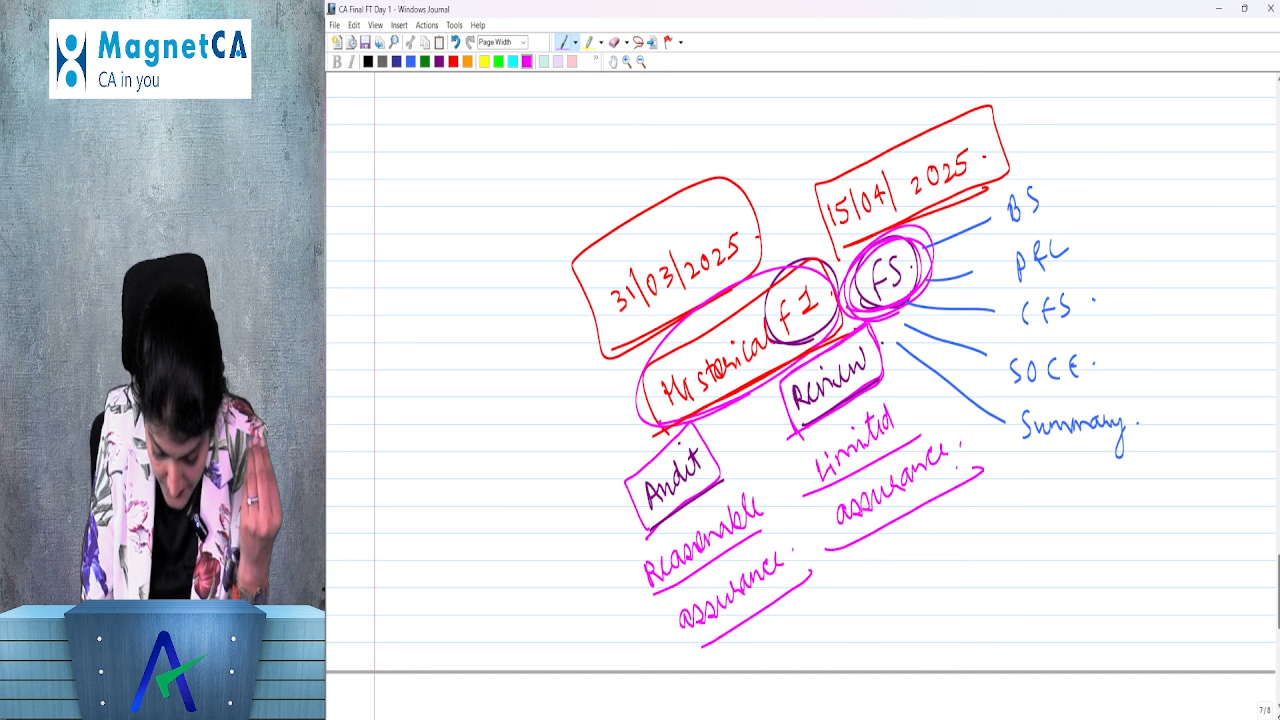 MagnetCA
CA in you
CA Final FT Day 1 - Windows Journal
File Edit View Insert Actions Tools Help
Page Width
B I
15/04/2025.
31/03/2025
Historical FI.
FS.
BS
P&L
CFS.
SOCE.
Summary.
Audit
Review.
Reasonable
assurance.
Limited
assurance.
7/8